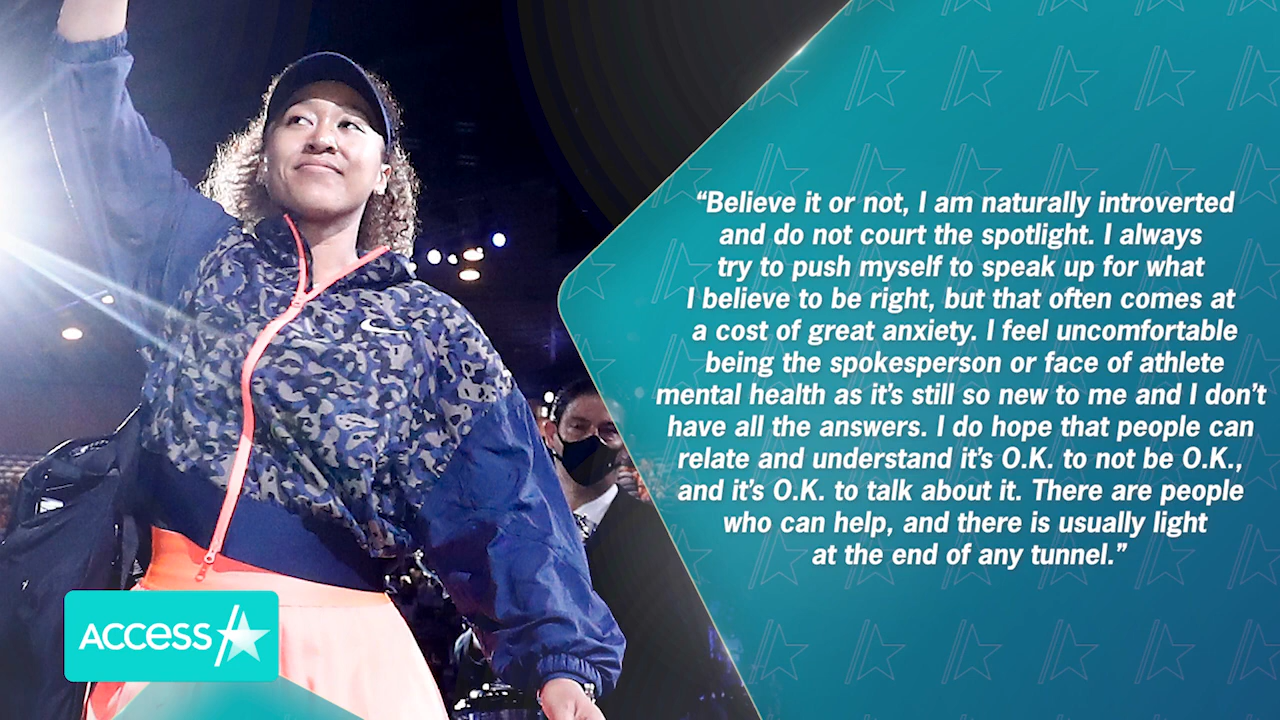 “Believe it or not, I am naturally introverted
and do not court the spotlight. I always
try to push myself to speak up for what
I believe to be right, but that often comes at
a cost of great anxiety. I feel uncomfortable
being the spokesperson or face of athlete
mental health as it’s still so new to me and I don’t
have all the answers. I do hope that people can
relate and understand it’s O.K. to not be O.K.,
and it’s O.K. to talk about it. There are people
who can help, and there is usually light
at the end of any tunnel.”
ACCESS